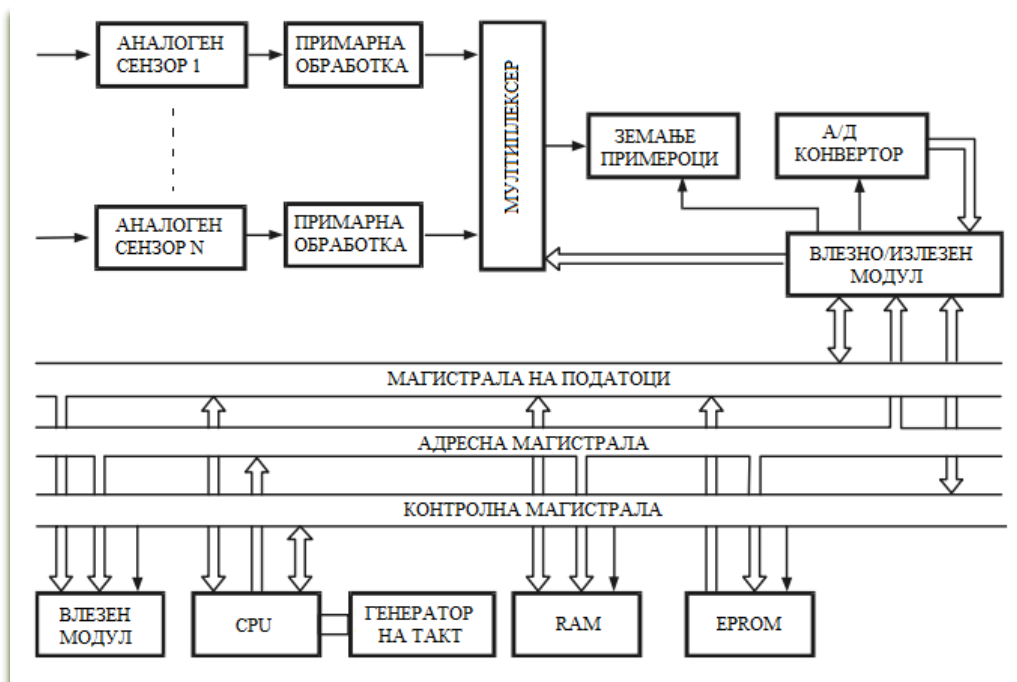 АНАЛОГЕН
СЕНЗОР 1
ПРИМАРНА
ОБРАБОТКА
МУЛТИПЛЕКСЕР
ЗЕМАЊЕ
ПРИМЕРОЦИ
А/Д
КОНВЕРТОР
АНАЛОГЕН
СЕНЗОР N
ПРИМАРНА
ОБРАБОТКА
ВЛЕЗНО/ИЗЛЕЗЕН
МОДУЛ
МАГИСТРАЛА НА ПОДАТОЦИ
АДРЕСНА МАГИСТРАЛА
КОНТРОЛНА МАГИСТРАЛА
ВЛЕЗЕН
МОДУЛ
CPU
ГЕНЕРАТОР
НА ТАКТ
RAM
EPROM